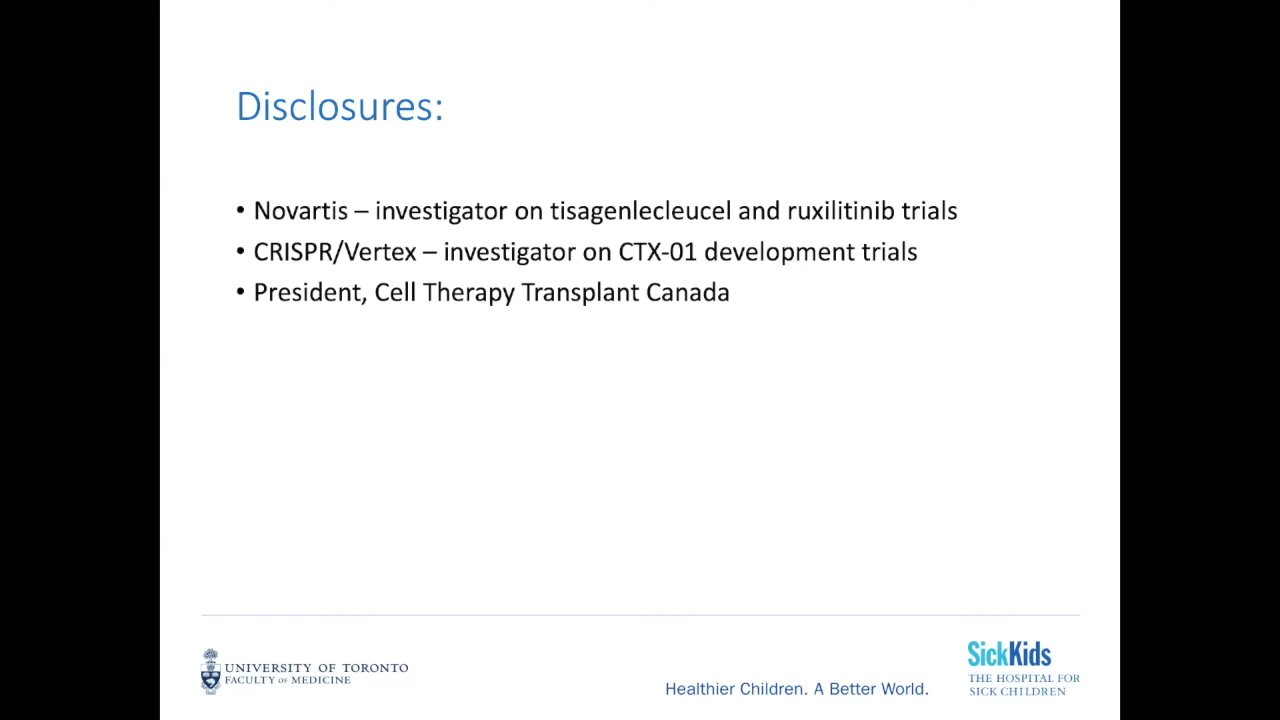 Disclosures:
• Novartis – investigator on tisagenlecleucel and ruxilitinib trials
• CRISPR/Vertex – investigator on CTX-01 development trials
• President, Cell Therapy Transplant Canada
UNIVERSITY OF TORONTO
FACULTY OF MEDICINE
Healthier Children. A Better World.
SickKids
THE HOSPITAL FOR
SICK CHILDREN